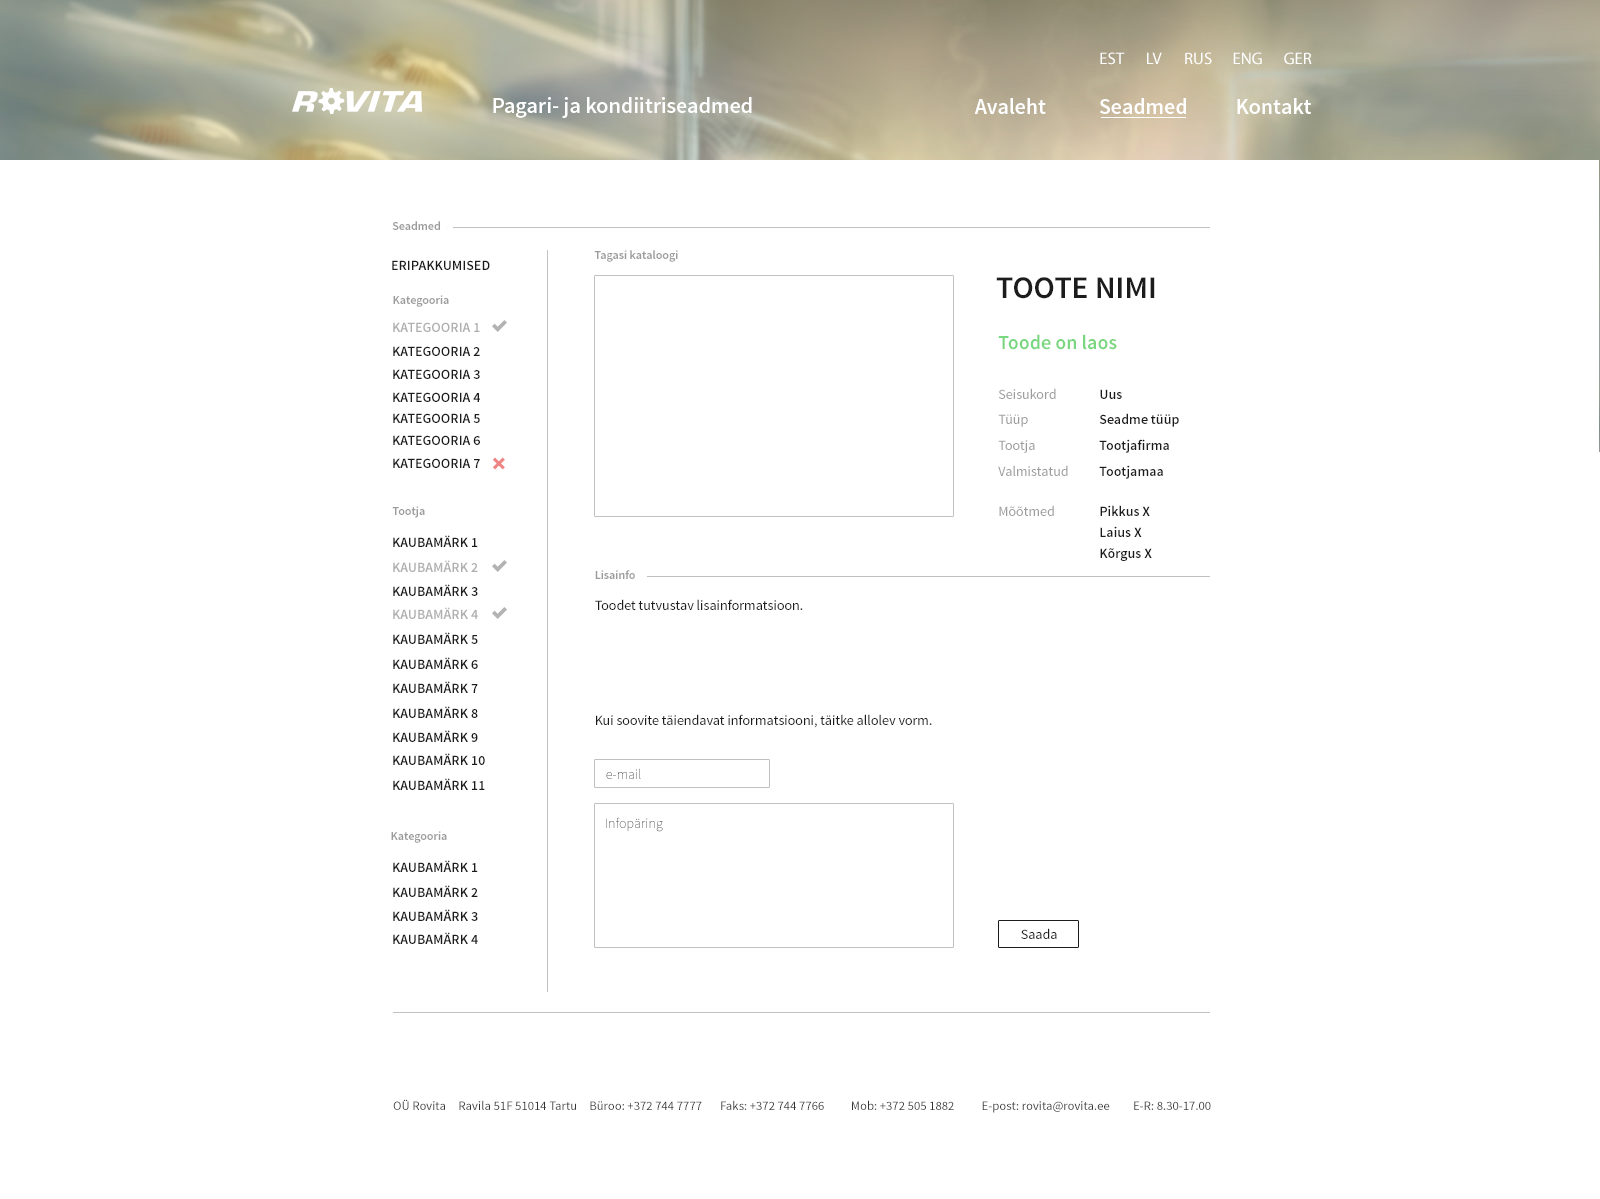 EST LV RUS ENG GER
ROVITA
Pagari- ja kondiitriseadmed
Avaleht Seadmed Kontakt
Seadmed
ERIPAKKUMISED
Kategooria
KATEGOORIA 1
KATEGOORIA 2
KATEGOORIA 3
KATEGOORIA 4
KATEGOORIA 5
KATEGOORIA 6
KATEGOORIA 7
Tootja
KAUBAMÄRK 1
KAUBAMÄRK 2
KAUBAMÄRK 3
KAUBAMÄRK 4
KAUBAMÄRK 5
KAUBAMÄRK 6
KAUBAMÄRK 7
KAUBAMÄRK 8
KAUBAMÄRK 9
KAUBAMÄRK 10
KAUBAMÄRK 11
Kategooria
KAUBAMÄRK 1
KAUBAMÄRK 2
KAUBAMÄRK 3
KAUBAMÄRK 4
Tagasi kataloogi
TOOTE NIMI
Toode on laos
Seisukord Uus
Tüüp Seadme tüüp
Tootja Tootjafirma
Valmistatud Tootjamaa
Möötmed Pikkus X
Laius X
Kõrgus X
Lisainfo
Toodet tutvustav lisainformatsioon.
Kui soovite täiendavat informatsiooni, täitke allolev vorm.
e-mail
Infopäring
Saada
OÜ Rovita Ravila 51F 51014 Tartu Büroo: +372 744 7777 Faks: +372 744 7766 Mob: +372 505 1882 E-post: rovita@rovita.ee E-R: 8.30-17.00